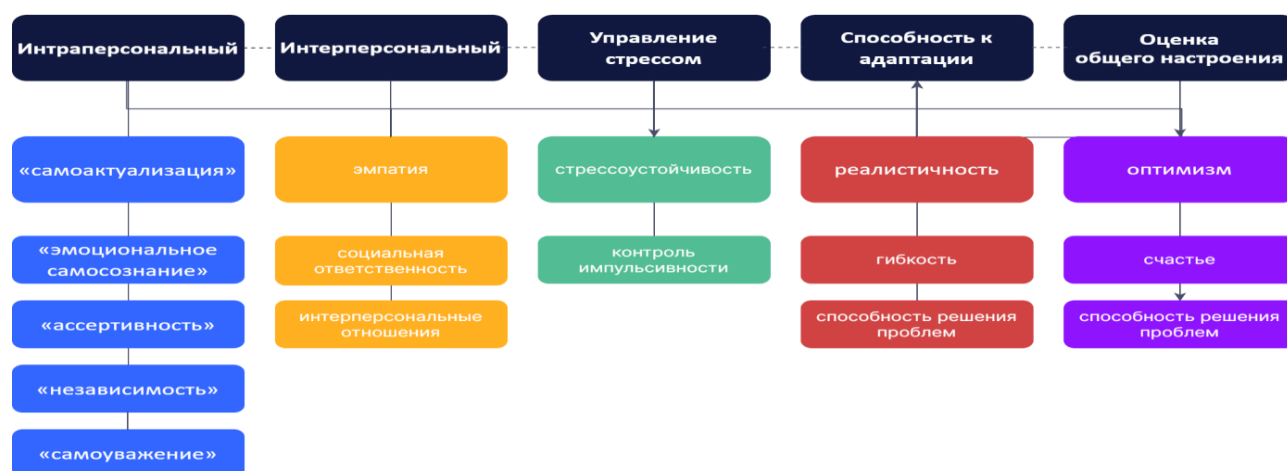 Интраперсональный
Интерперсональный
Управление
стрессом
Способность к
адаптации
Оценка
общего настроения
«самоактуализация»
эмпатия
стрессоустойчивость
реалистичность
оптимизм
«эмоциональное
самосознание»
социальная
ответственность
контроль
импульсивности
гибкость
счастье
«ассертивность»
интерперсональные
отношения
способность решения
проблем
способность решения
проблем
«независимость»
«самоуважение»